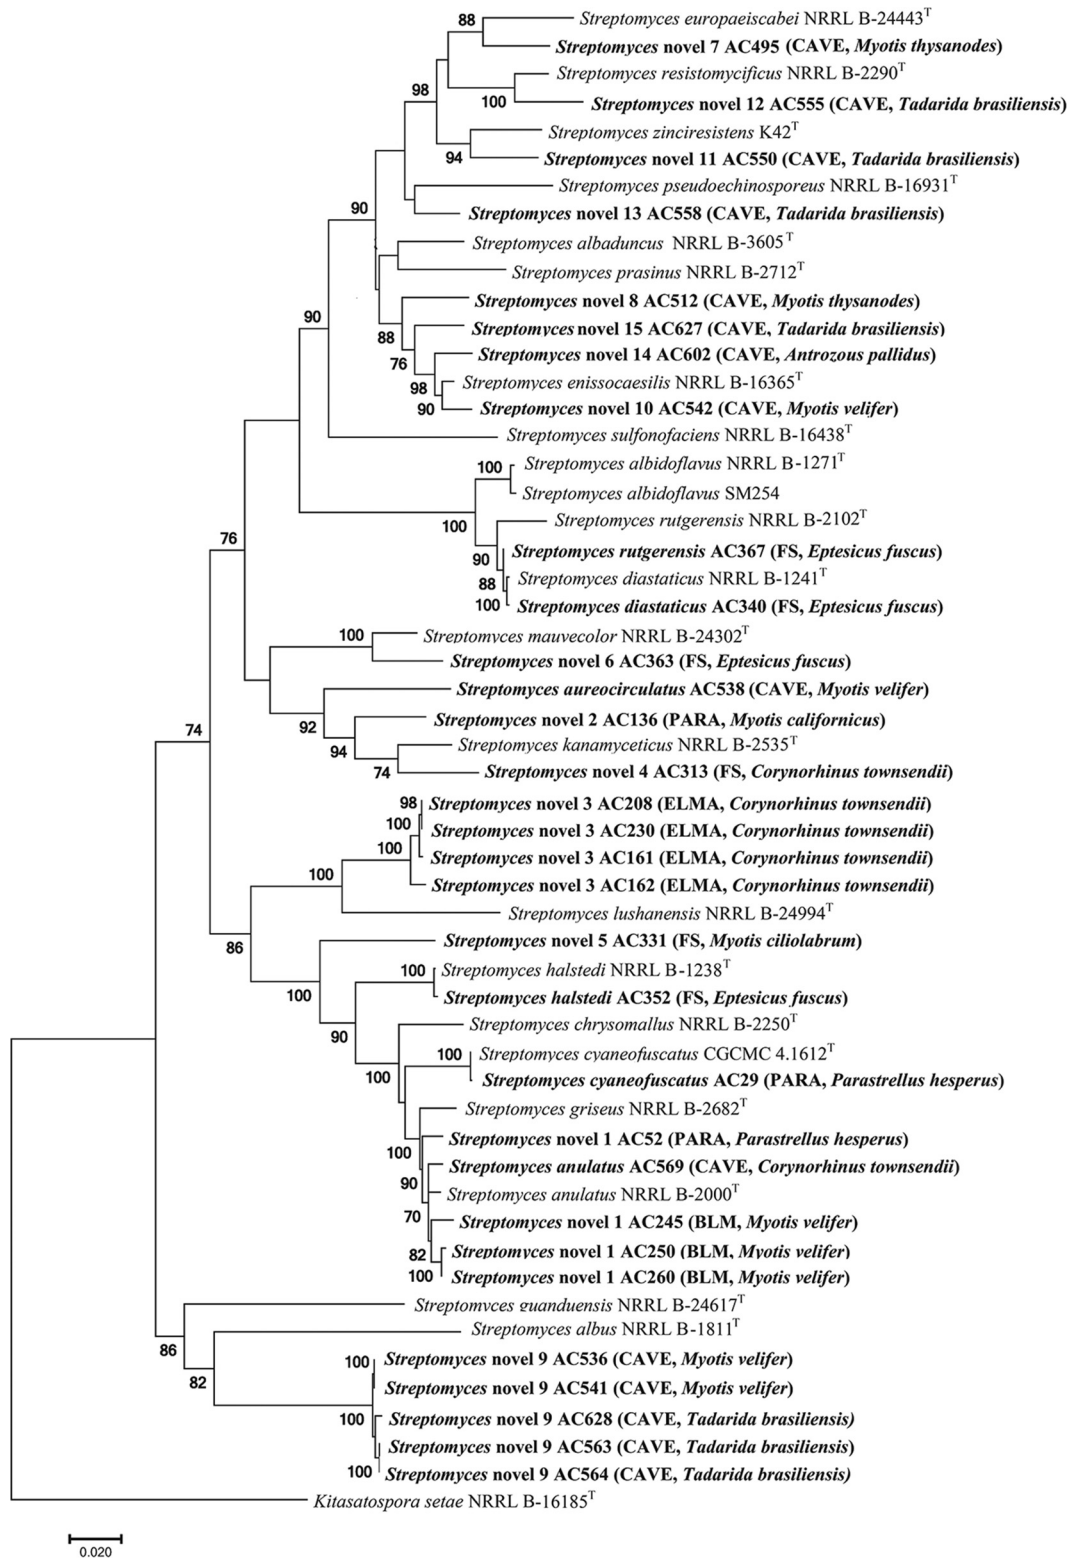 88 Streptomyces europaeiscabei NRRL B-24443T
Streptomyces novel 7 AC495 (CAVE, Myotis thysanodes)
Streptomyces resistomycificus NRRL B-2290T
98
100 Streptomyces novel 12 AC555 (CAVE, Tadarida brasiliensis)
Streptomyces zinciresistens K42T
94 Streptomyces novel 11 AC550 (CAVE, Tadarida brasiliensis)
Streptomyces pseudoechinosporeus NRRL B-16931T
90 Streptomyces novel 13 AC558 (CAVE, Tadarida brasiliensis)
Streptomyces albaduncus NRRL B-3605T
Streptomyces prasinus NRRL B-2712T
Streptomyces novel 8 AC512 (CAVE, Myotis thysanodes)
90
88 Streptomyces novel 15 AC627 (CAVE, Tadarida brasiliensis)
76 Streptomyces novel 14 AC602 (CAVE, Antrozous pallidus)
98 Streptomyces enissocaesilis NRRL B-16365T
90 Streptomyces novel 10 AC542 (CAVE, Myotis velifer)
Streptomyces sulfonofaciens NRRL B-16438T
100 Streptomyces albidoflavus NRRL B-1271T
Streptomyces albidoflavus SM254
100 Streptomyces rutgerensis NRRL B-2102T
76
90 Streptomyces rutgerensis AC367 (FS, Eptesicus fuscus)
88 Streptomyces diastaticus NRRL B-1241T
100 Streptomyces diastaticus AC340 (FS, Eptesicus fuscus)
100 Streptomyces mauvecolor NRRL B-24302T
Streptomyces novel 6 AC363 (FS, Eptesicus fuscus)
Streptomyces aureocirculatus AC538 (CAVE, Myotis velifer)
92 Streptomyces novel 2 AC136 (PARA, Myotis californicus)
74
94 Streptomyces kanamyceticus NRRL B-2535T
74 Streptomyces novel 4 AC313 (FS, Corynorhinus townsendii)
98 Streptomyces novel 3 AC208 (ELMA, Corynorhinus townsendii)
100 Streptomyces novel 3 AC230 (ELMA, Corynorhinus townsendii)
100 Streptomyces novel 3 AC161 (ELMA, Corynorhinus townsendii)
100 Streptomyces novel 3 AC162 (ELMA, Corynorhinus townsendii)
Streptomyces lushanensis NRRL B-24994T
86 Streptomyces novel 5 AC331 (FS, Myotis ciliolabrum)
100 Streptomyces halstedi NRRL B-1238T
100 Streptomyces halstedi AC352 (FS, Eptesicus fuscus)
90 Streptomyces chrysomallus NRRL B-2250T
100 Streptomyces cyaneofuscatus CGCMC 4.1612T
100 Streptomyces cyaneofuscatus AC29 (PARA, Parastrellus hesperus)
Streptomyces griseus NRRL B-2682T
100 Streptomyces novel 1 AC52 (PARA, Parastrellus hesperus)
Streptomyces anulatus AC569 (CAVE, Corynorhinus townsendii)
90 Streptomyces anulatus NRRL B-2000T
70 Streptomyces novel 1 AC245 (BLM, Myotis velifer)
82 Streptomyces novel 1 AC250 (BLM, Myotis velifer)
100 Streptomyces novel 1 AC260 (BLM, Myotis velifer)
Streptomyces guanduensis NRRL B-24617T
Streptomyces albus NRRL B-1811T
86
100 Streptomyces novel 9 AC536 (CAVE, Myotis velifer)
82 Streptomyces novel 9 AC541 (CAVE, Myotis velifer)
100 Streptomyces novel 9 AC628 (CAVE, Tadarida brasiliensis)
Streptomyces novel 9 AC563 (CAVE, Tadarida brasiliensis)
100 Streptomyces novel 9 AC564 (CAVE, Tadarida brasiliensis)
Kitasatospora setae NRRL B-16185T
0.020